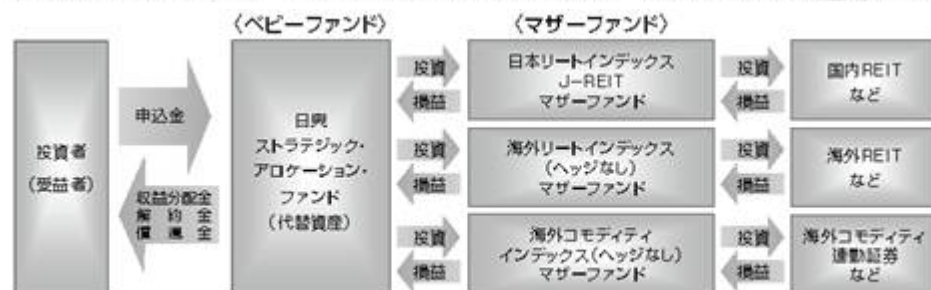 〈ベビーファンド〉
〈マザーファンド〉
投資者
(受益者)
申込金
収益分配金
解約金
償還金
日興
ストラテジック・
アロケーション・
ファンド
(代替資産)
投資
損益
日本リートインデックス
J-REIT
マザーファンド
投資
損益
国内REIT
など
投資
損益
海外リートインデックス
(ヘッジなし)
マザーファンド
投資
損益
海外REIT
など
投資
損益
海外コモディティ
インデックス(ヘッジなし)
マザーファンド
投資
損益
海外コモディティ
連動証券
など